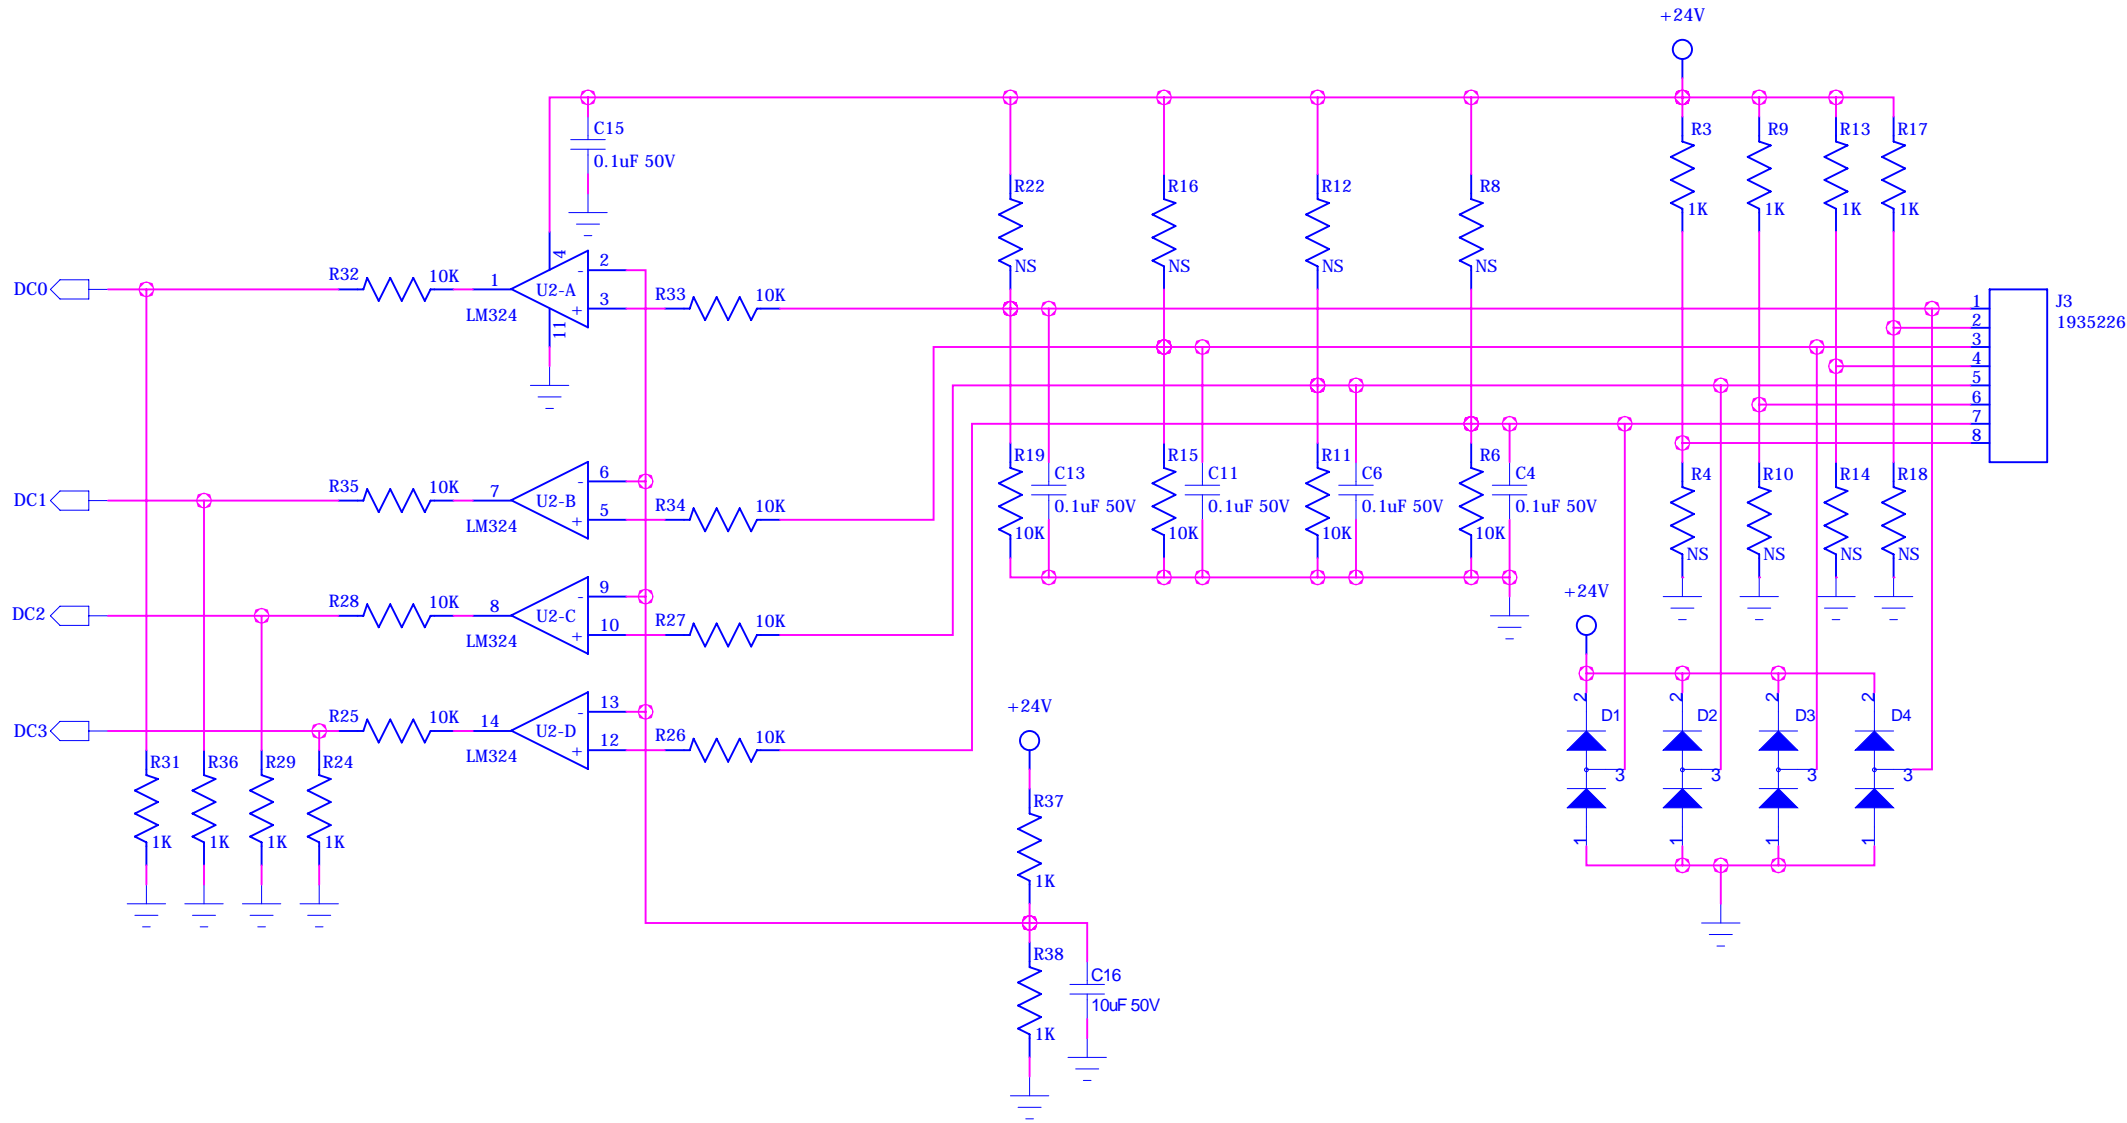 +24V
C15
0.1uF 50V
R3
R9
R13
R17
1K
1K
1K
1K
R22
R16
R12
R8
NS
NS
NS
NS
DC0
R32
10K
1
4
2
-
U2-A
3
+
11
LM324
R33
10K
J3
1935226
1
2
3
4
5
6
7
8
DC1
R35
10K
7
6
-
U2-B
5
+
LM324
R34
10K
R19
10K
C13
0.1uF 50V
R15
10K
C11
0.1uF 50V
R11
10K
C6
0.1uF 50V
R6
10K
C4
0.1uF 50V
R4
NS
R10
NS
R14
NS
R18
NS
DC2
R28
10K
8
9
-
U2-C
10
+
LM324
R27
10K
+24V
DC3
R25
10K
14
13
-
U2-D
12
+
LM324
R26
10K
+24V
2
D1
3
1
2
D2
3
1
2
D3
3
1
2
D4
3
1
R31
1K
R36
1K
R29
1K
R24
1K
R37
1K
R38
1K
C16
10uF 50V